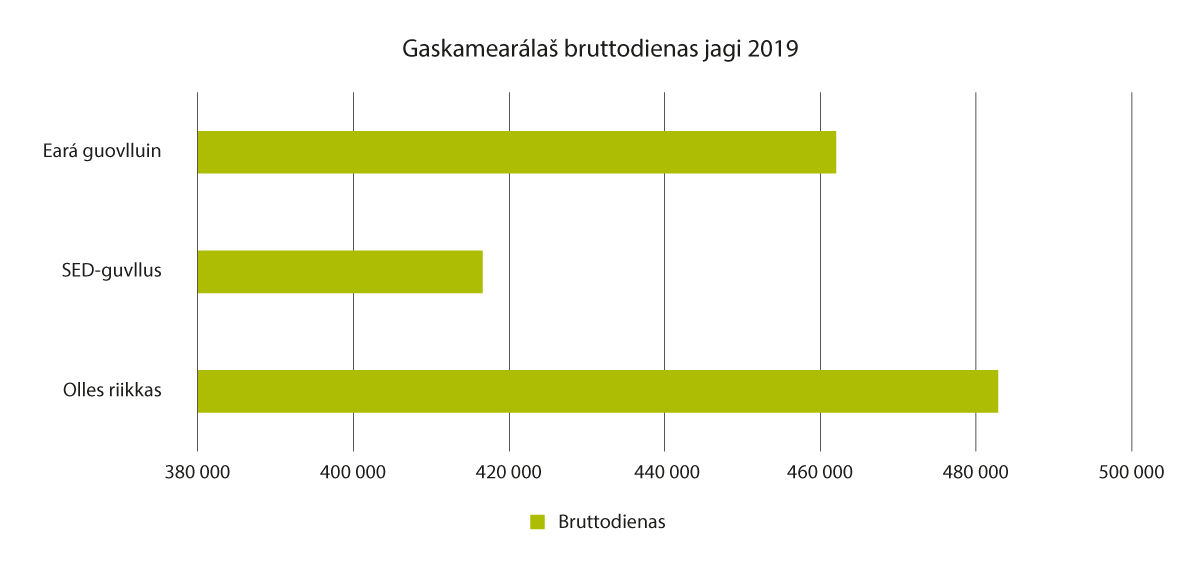 Gaskamearálaš bruttodienas jagi 2019
Eará guovlluin
SED-guvllus
Olles riikkas
380 000 400 000 420 000 440 000 460 000 480 000 500 000
Bruttodienas